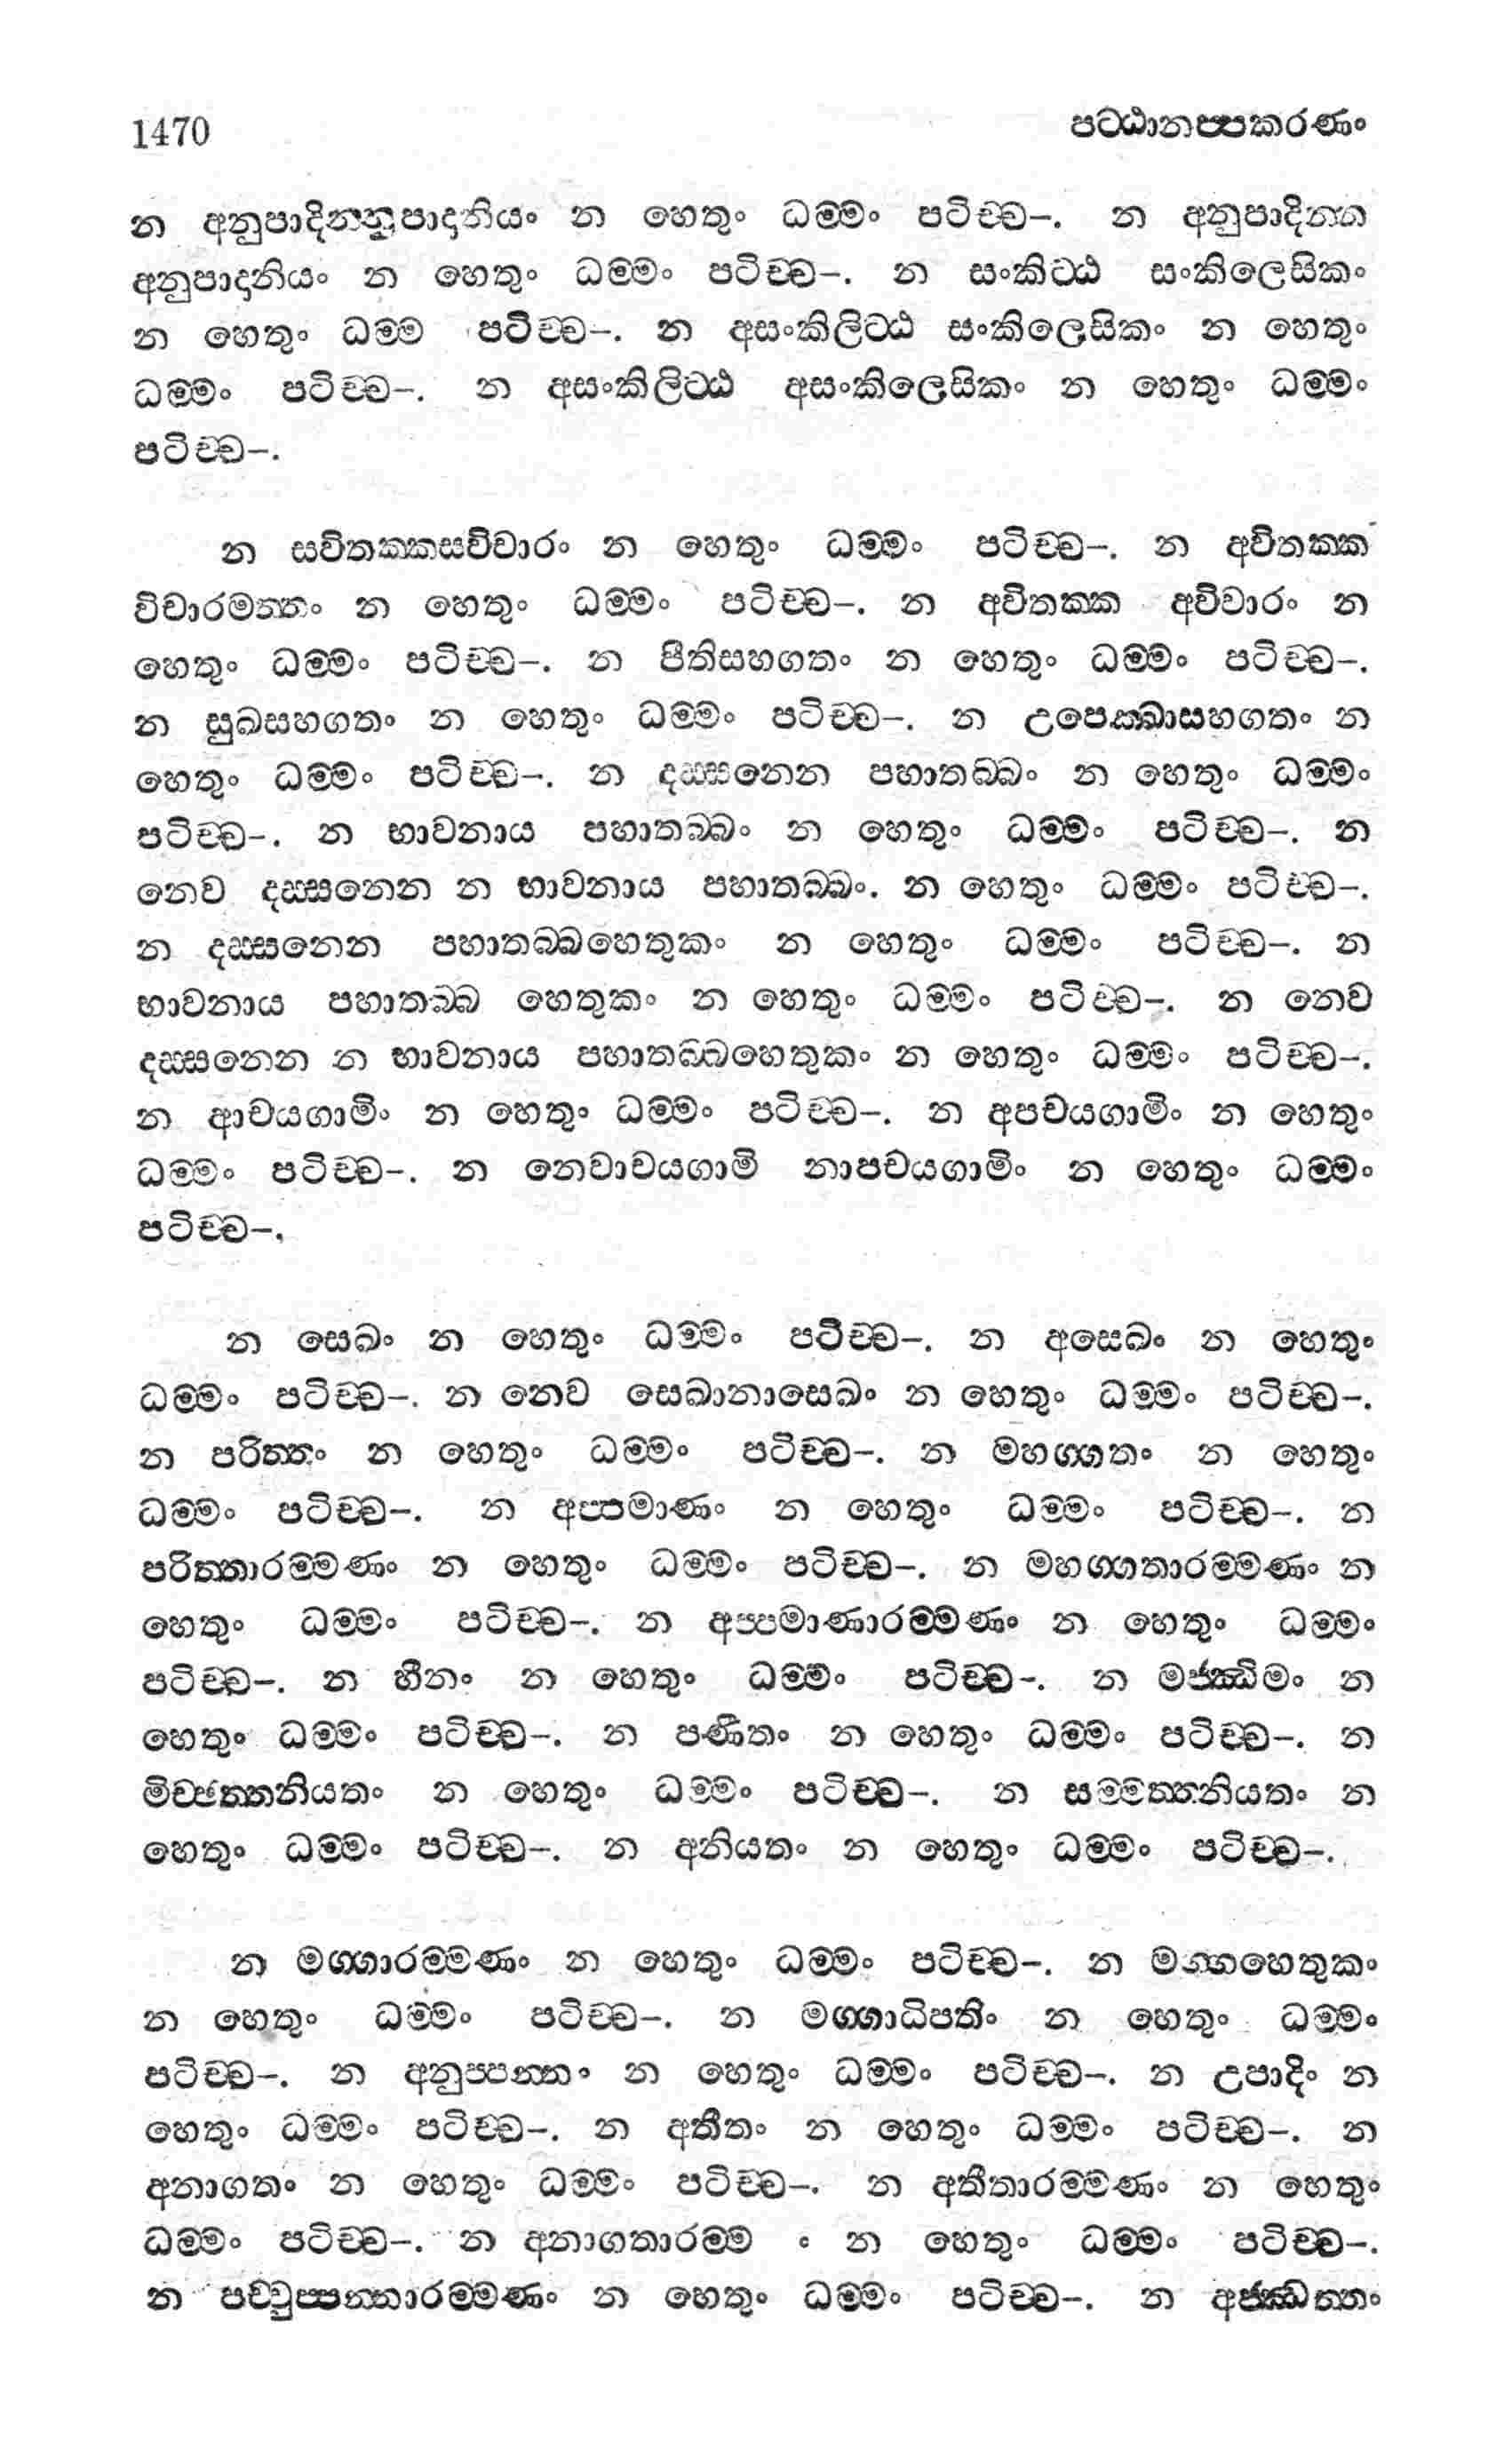 1470 පට්ඨානප්පකරණං
න අනුපාදින්නුපාදානියං න හෙතුං ධම්මං පටිච්ච–. න අනුපාදින්න
අනුපාදානියං න හෙතුං ධම්මං පටිච්ච–. න සංකිට්ඨ සංකිලෙසිකං
න හෙතුං ධම්ම පටිච්ච–. න අසංකිලිට්ඨ සංකිලෙසිකං න හෙතුං
ධම්මං පටිච්ච–. න අසංකිලිට්ඨ අසංකිලෙසිකං න හෙතුං ධම්මං
පටිච්ච–.
න සවිතක්කසවිචාරං න හෙතුං ධම්මං පටිච්ච–. න අවිතක්ක
විචාරමත්තං න හෙතුං ධම්මං පටිච්ච–. න අවිතක්ක අවිචාරං න
හෙතුං ධම්මං පටිච්ච–. න පීතිසහගතං න හෙතුං ධම්මං පටිච්ච–.
න සුඛසහගතං න හෙතුං ධම්මං පටිච්ච–. න උපෙක්ඛාසහගතං න
හෙතුං ධම්මං පටිච්ච–. න දස්සනෙන පහාතබ්බං න හෙතුං ධම්මං
පටිච්ච–. න භාවනාය පහාතබ්බං න හෙතුං ධම්මං පටිච්ච–. න
නෙව දස්සනෙන න භාවනාය පහාතබ්බං. න හෙතුං ධම්මං පටිච්ච–.
න දස්සනෙන පහාතබ්බහෙතුකං න හෙතුං ධම්මං පටිච්ච–. න
භාවනාය පහාතබ්බ හෙතුකං න හෙතුං ධම්මං පටිච්ච–. න නෙව
දස්සනෙන න භාවනාය පහාතබ්බහෙතුකං න හෙතුං ධම්මං පටිච්ච–.
න ආචයගාමිං න හෙතුං ධම්මං පටිච්ච–. න අපචයගාමිං න හෙතුං
ධම්මං පටිච්ච–. න නෙවාචයගාමි නාපචයගාමිං න හෙතුං ධම්මං
පටිච්ච–.
න සෙඛං න හෙතුං ධම්මං පටිච්ච–. න අසෙඛං න හෙතුං
ධම්මං පටිච්ච–. න නෙව සෙඛානාසෙඛං න හෙතුං ධම්මං පටිච්ච–.
න පරිත්තං න හෙතුං ධම්මං පටිච්ච–. න මහග්ගතං න හෙතුං
ධම්මං පටිච්ච–. න අප්පමාණං න හෙතුං ධම්මං පටිච්ච–. න
පරිත්තාරම්මණං න හෙතුං ධම්මං පටිච්ච–. න මහග්ගතාරම්මණං න
හෙතුං ධම්මං පටිච්ච–. න අප්පමාණාරම්මණං න හෙතුං ධම්මං
පටිච්ච–. න හීනං න හෙතුං ධම්මං පටිච්ච–. න මජ්ඣිමං න
හෙතුං ධම්මං පටිච්ච–. න පණීතං න හෙතුං ධම්මං පටිච්ච–. න
මිච්ඡත්තනියතං න හෙතුං ධම්මං පටිච්ච–. න සම්මත්තනියතං න
හෙතුං ධම්මං පටිච්ච–. න අනියතං න හෙතුං ධම්මං පටිච්ච–.
න මග්ගාරම්මණං න හෙතුං ධම්මං පටිච්ච–. න මග්ගහෙතුකං
න හෙතුං ධම්මං පටිච්ච–. න මග්ගාධිපතිං න හෙතුං ධම්මං
පටිච්ච–. න අනුප්පන්නං න හෙතුං ධම්මං පටිච්ච–. න උපාදිං න
හෙතුං ධම්මං පටිච්ච–. න අතීතං න හෙතුං ධම්මං පටිච්ච–. න
අනාගතං න හෙතුං ධම්මං පටිච්ච–. න අතීතාරම්මණං න හෙතුං
ධම්මං පටිච්ච–. න අනාගතාරම්ම ං න හෙතුං ධම්මං පටිච්ච–.
න පච්චුප්පන්නාරම්මණං න හෙතුං ධම්මං පටිච්ච–. න අජ්ඣත්තං